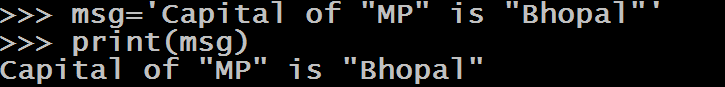 >>> msg='Capital of "MP" is "Bhopal"'
>>> print(msg)
Capital of "MP" is "Bhopal"